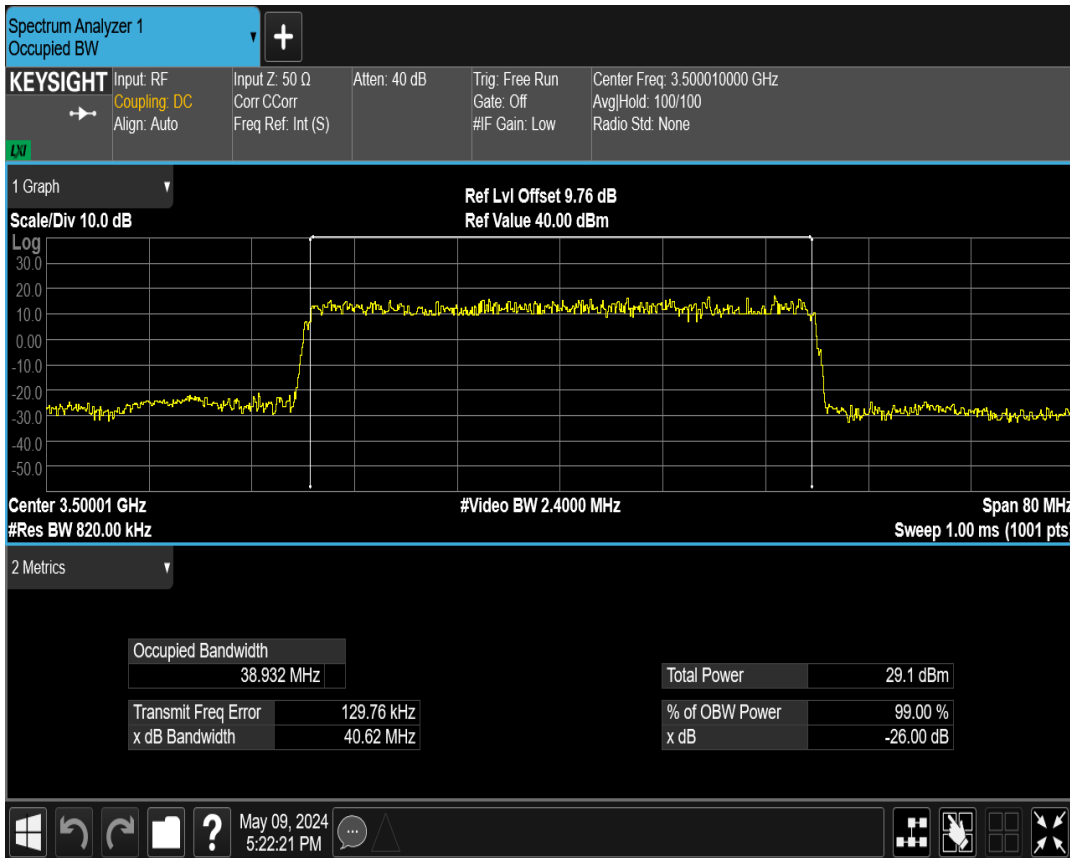 Spectrum Analyzer 1
Occupied BW
+
KEYSIGHT
LXI
Input: RF
Coupling: DC
Align: Auto
Input Z: 50 Ω
Corr CCorr
Freq Ref: Int (S)
Atten: 40 dB
Trig: Free Run
Gate: Off
#IF Gain: Low
Center Freq: 3.500010000 GHz
Avg|Hold: 100/100
Radio Std: None
1 Graph
Ref Lvl Offset 9.76 dB
Scale/Div 10.0 dB
Ref Value 40.00 dBm
Log
30.0
20.0
10.0
0.00
-10.0
-20.0
-30.0
-40.0
-50.0
Center 3.50001 GHz
#Video BW 2.4000 MHz
Span 80 MHz
#Res BW 820.00 kHz
Sweep 1.00 ms (1001 pts)
2 Metrics
Occupied Bandwidth
38.932 MHz
Total Power 29.1 dBm
Transmit Freq Error 129.76 kHz
% of OBW Power 99.00 %
x dB Bandwidth 40.62 MHz
x dB -26.00 dB
?
May 09, 2024
5:22:21 PM